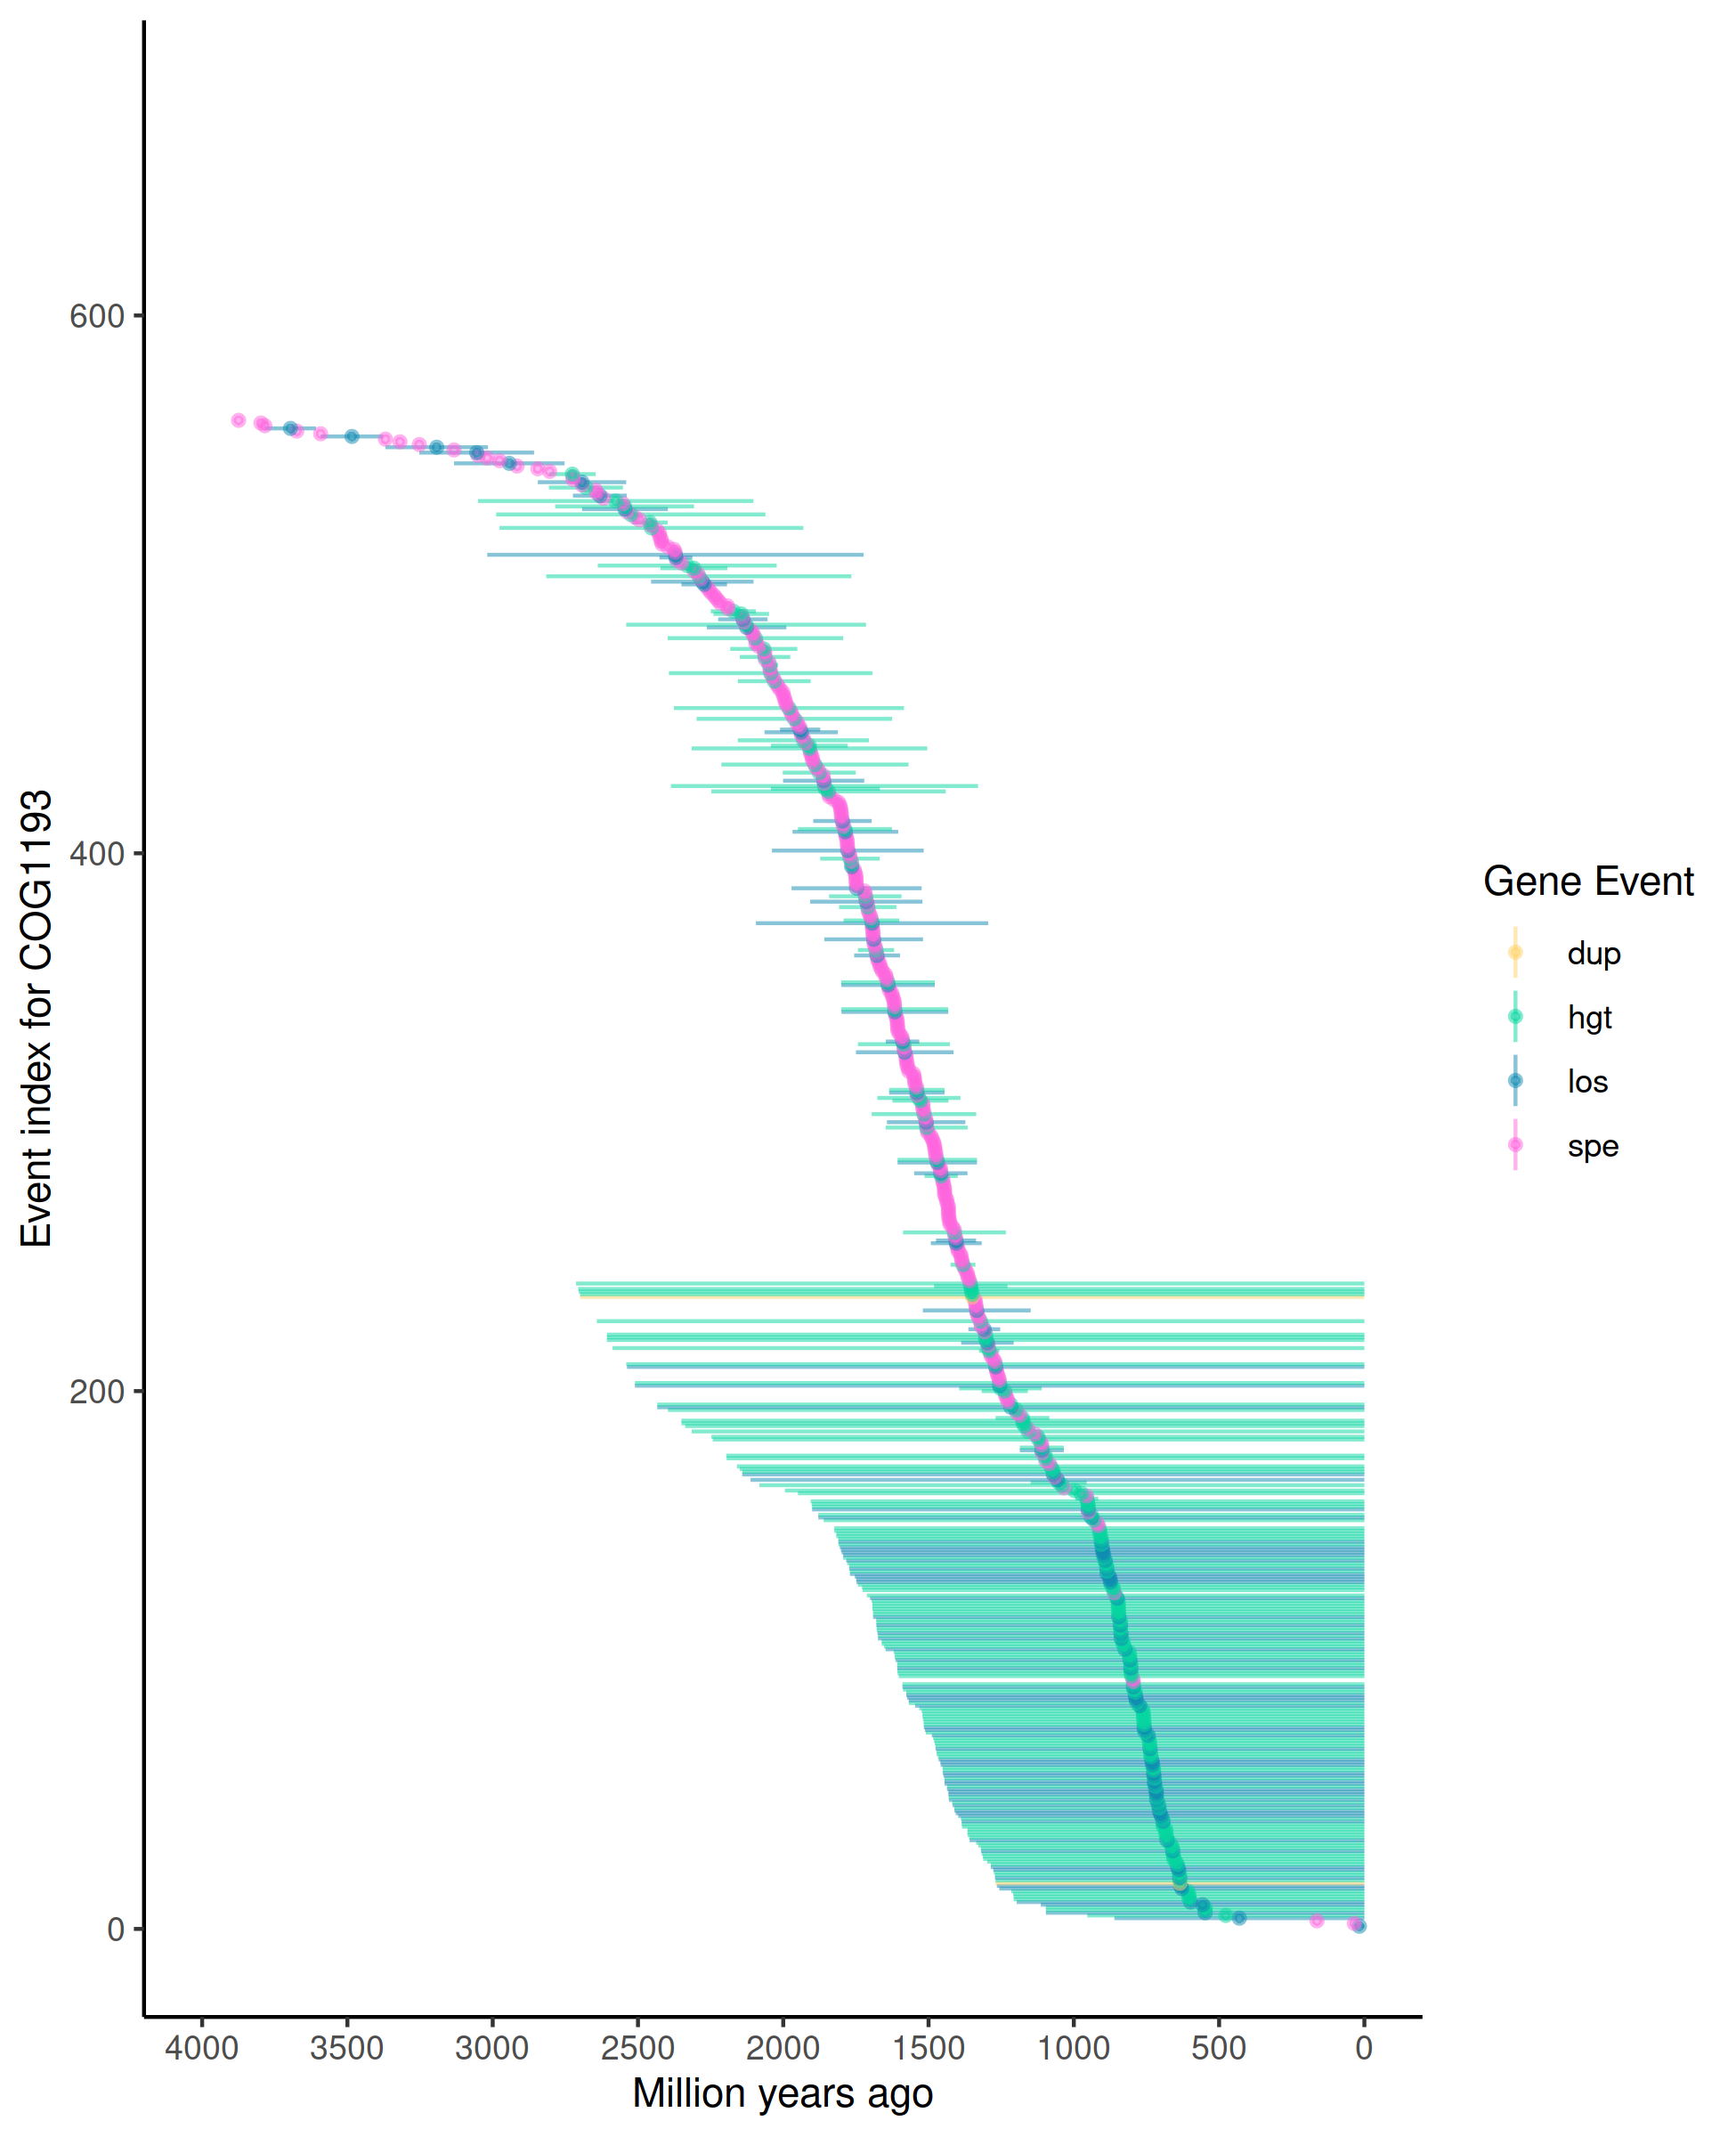 Event index for COG1193
600
400
200
0
4000 3500 3000 2500 2000 1500 1000 500 0
Million years ago
Gene Event
dup
hgt
los
spe